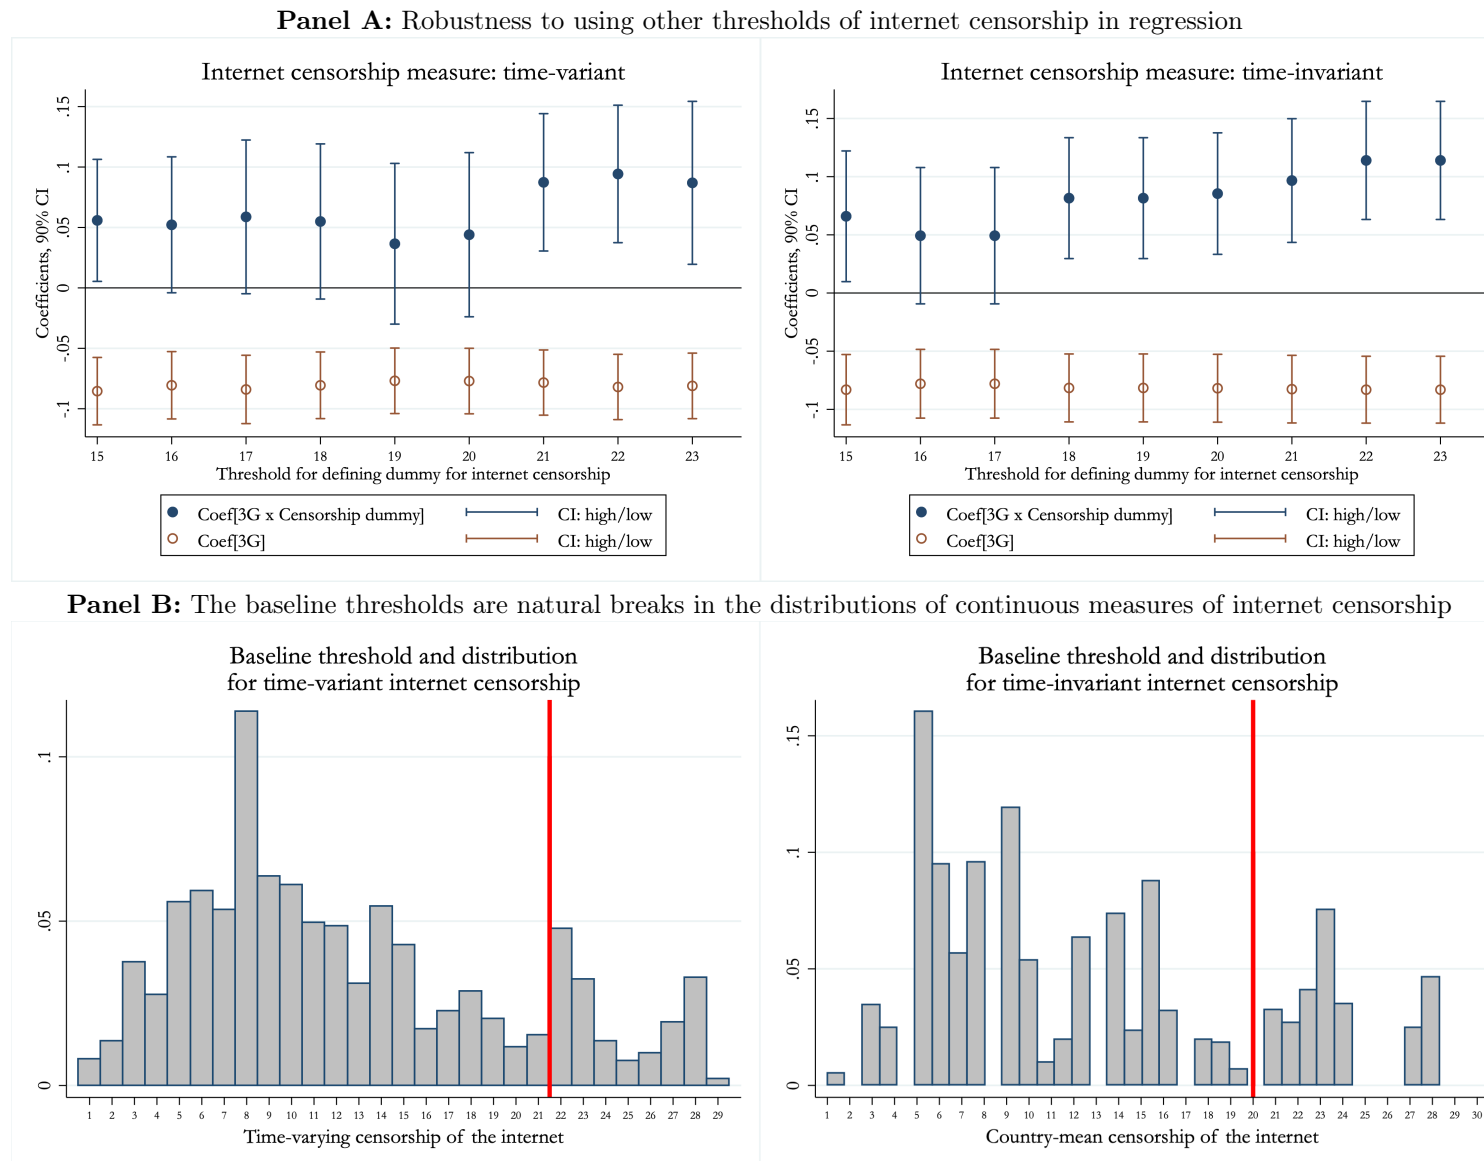 Panel A: Robustness to using other thresholds of internet censorship in regression
Internet censorship measure: time-variant
Coefficients, 90% CI
.15
.1
.05
0
-.05
-.1
15 16 17 18 19 20 21 22 23
Threshold for defining dummy for internet censorship
Coef[3G x Censorship dummy] CI: high/low
Coef[3G] CI: high/low
Internet censorship measure: time-invariant
Coefficients, 90% CI
.15
.1
.05
0
-.05
-.1
15 16 17 18 19 20 21 22 23
Threshold for defining dummy for internet censorship
Coef[3G x Censorship dummy] CI: high/low
Coef[3G] CI: high/low
Panel B: The baseline thresholds are natural breaks in the distributions of continuous measures of internet censorship
Baseline threshold and distribution
for time-variant internet censorship
.1
.05
0
1 2 3 4 5 6 7 8 9 10 11 12 13 14 15 16 17 18 19 20 21 22 23 24 25 26 27 28 29
Time-varying censorship of the internet
Baseline threshold and distribution
for time-invariant internet censorship
.15
.1
.05
0
1 2 3 4 5 6 7 8 9 10 11 12 13 14 15 16 17 18 19 20 21 22 23 24 25 26 27 28 29 30
Country-mean censorship of the internet